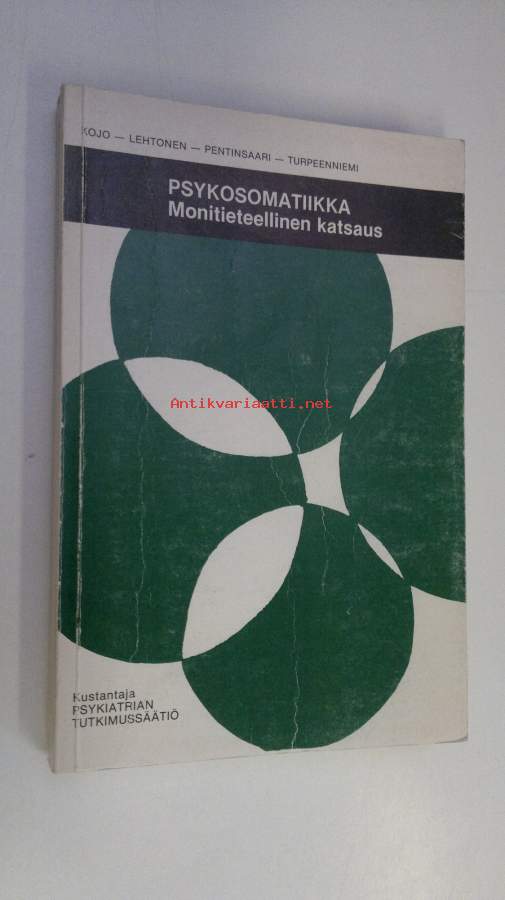 KOJO — LEHTONEN — PENTINSAARI — TURPEENNIEMI
PSYKOSOMATIIKKA
Monitieteellinen katsaus
Antikvariaatti.net
Kustantaja
PSYKIATRIAN
TUTKIMUSSÄÄTIÖ